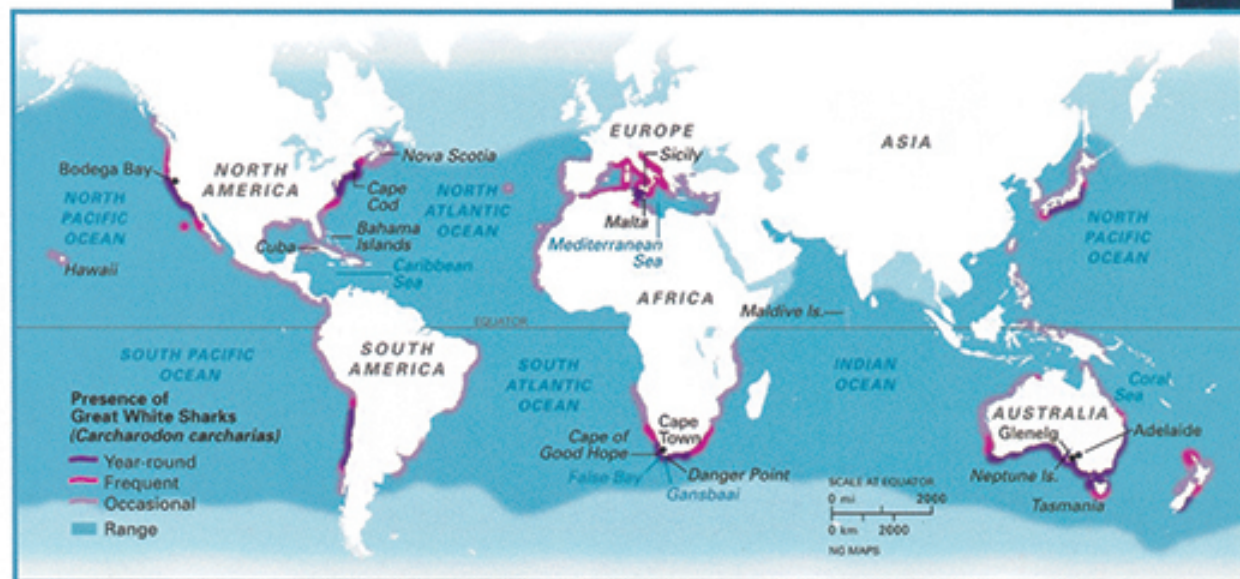 EUROPE
Sicily
ASIA
Nova Scotia
Bodega Bay
NORTH
AMERICA
NORTH
PACIFIC
OCEAN
Cape
Cod
NORTH
ATLANTIC
OCEAN
Bahama
Islands
Malta
Mediterranean
Sea
NORTH
PACIFIC
OCEAN
Cuba
Hawaii
Caribbean
Sea
AFRICA
Maldive Is.
EQUATOR
SOUTH PACIFIC
OCEAN
SOUTH
AMERICA
SOUTH
ATLANTIC
OCEAN
INDIAN
OCEAN
Coral
Sea
AUSTRALIA
Glenelg
Adelaide
Neptune Is.
Tasmania
Cape
Town
Cape of
Good Hope
False Bay
Danger Point
Gansbaai
Presence of
Great White Sharks
(Carcharodon carcharias)
Year-round
Frequent
Occasional
Range
SCALE AT EQUATOR
0 mi 2000
0 km 2000
NG MAPS